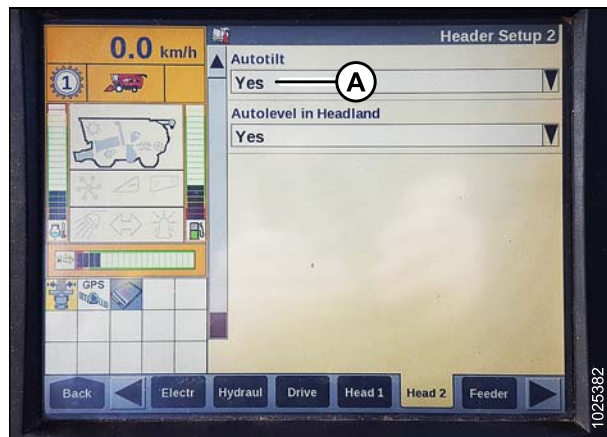 0.0 km/h
Header Setup 2
1
Autotilt
Yes
A
Autolevel in Headland
Yes
GPS
Back Electr Hydraul Drive Head 1 Head 2 Feeder
1025382